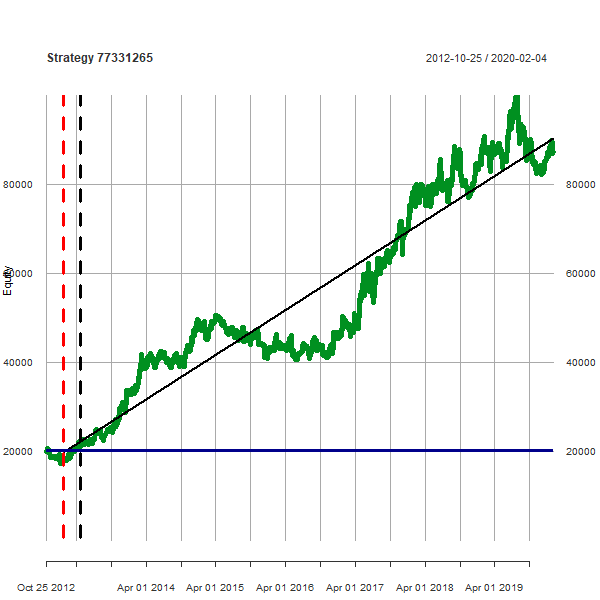 Strategy 77331265
2012-10-25 / 2020-02-04
80000
80000
60000
60000
Equity
40000
40000
20000
20000
Oct 25 2012
Apr 01 2014
Apr 01 2015
Apr 01 2016
Apr 01 2017
Apr 01 2018
Apr 01 2019